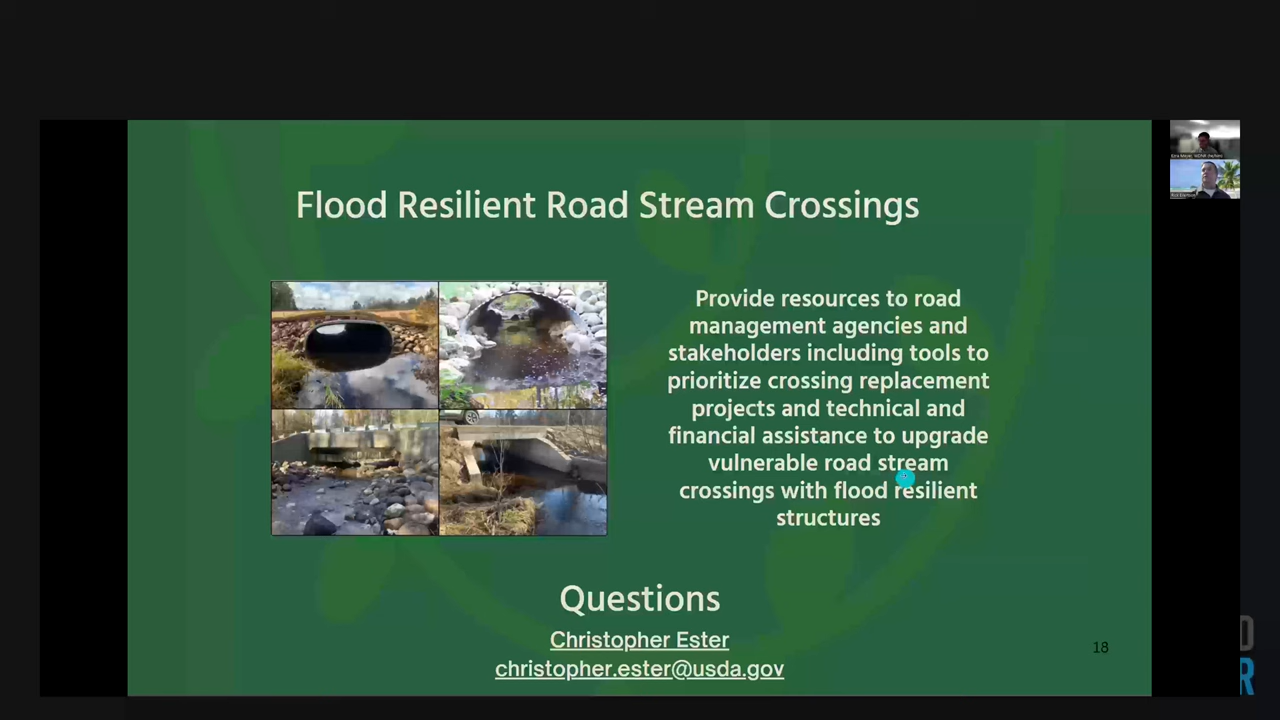 Flood Resilient Road Stream Crossings
Provide resources to road
management agencies and
stakeholders including tools to
prioritize crossing replacement
projects and technical and
financial assistance to upgrade
vulnerable road stream
crossings with flood resilient
structures
Questions
Christopher Ester
christopher.ester@usda.gov
18